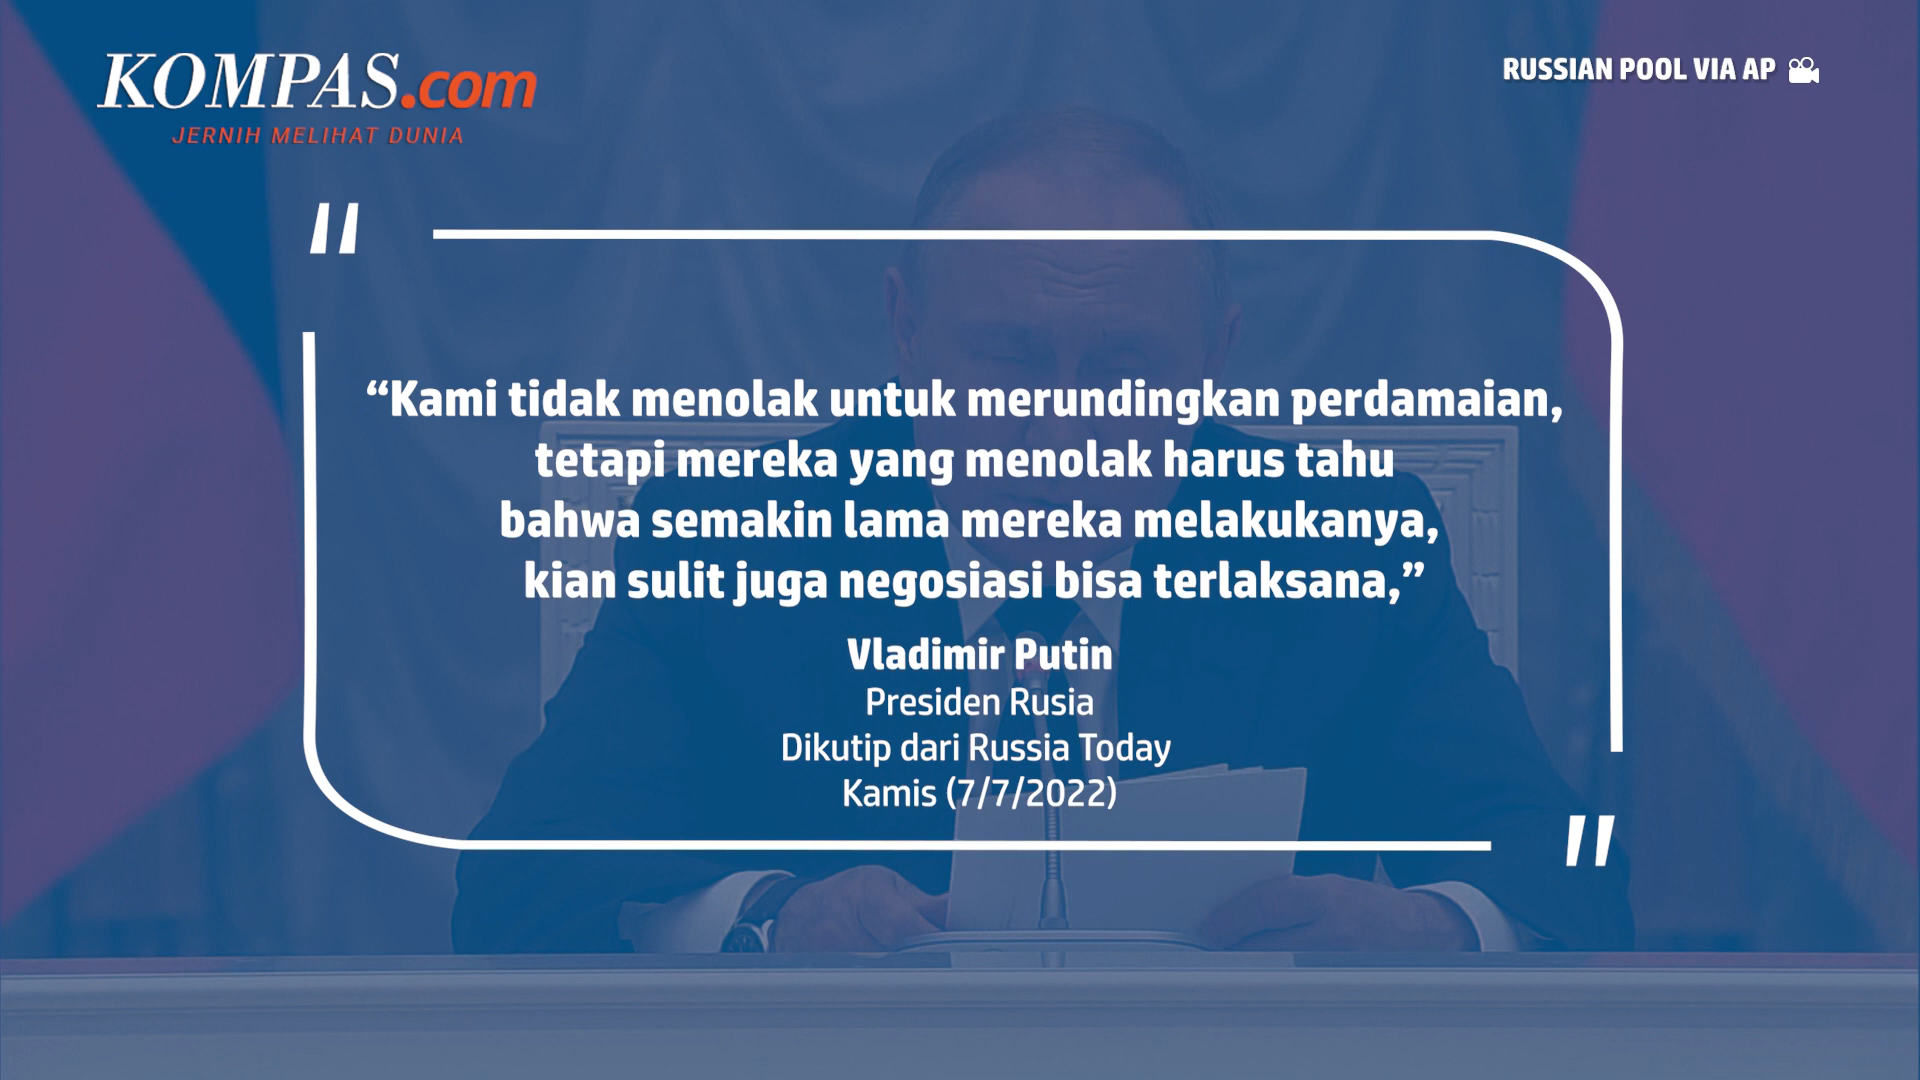 KOMPAS.com
JERNIH MELIHAT DUNIA
RUSSIAN POOL VIA AP
“Kami tidak menolak untuk merundingkan perdamaian,
tetapi mereka yang menolak harus tahu
bahwa semakin lama mereka melakukanya,
kian sulit juga negosiasi bisa terlaksana,”
Vladimir Putin
Presiden Rusia
Dikutip dari Russia Today
Kamis (7/7/2022)